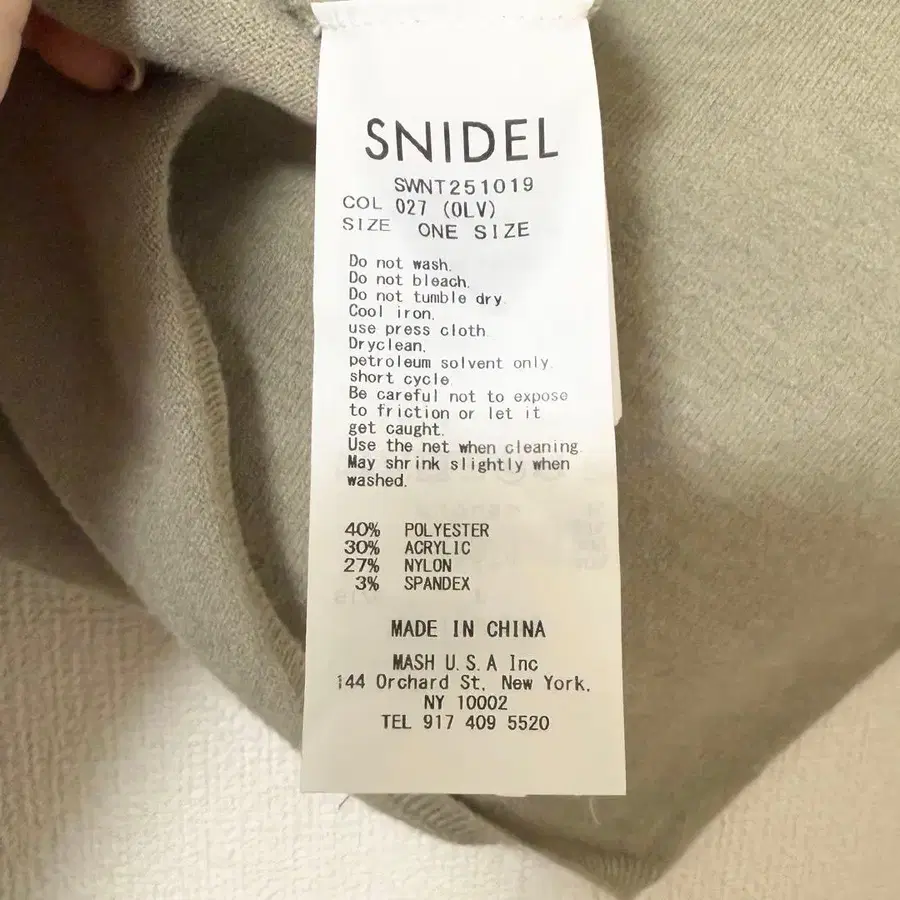 SNIDEL
SWNT251019
COL 027 (OLV)
SIZE ONE SIZE
Do not wash.
Do not bleach.
Do not tumble dry.
Cool iron.
use press cloth.
Dryclean.
petroleum solvent only.
short cycle.
Be careful not to expose
to friction or let it
get caught.
Use the net when cleaning.
May shrink slightly when
washed.
40% POLYESTER
30% ACRYLIC
27% NYLON
3% SPANDEX
MADE IN CHINA
MASH U.S.A Inc
144 Orchard St, New York,
NY 10002
TEL 917 409 5520